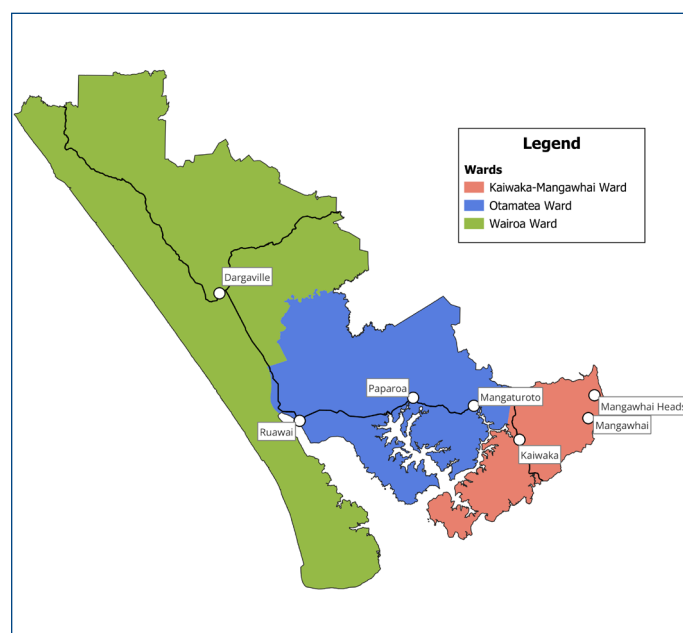 Legend
Wards
Kaiwaka-Mangawhai Ward
Otamatea Ward
Wairoa Ward
Dargaville
Paparoa
Mangaturoto
Mangawhai Heads
Mangawhai
Ruawai
Kaiwaka